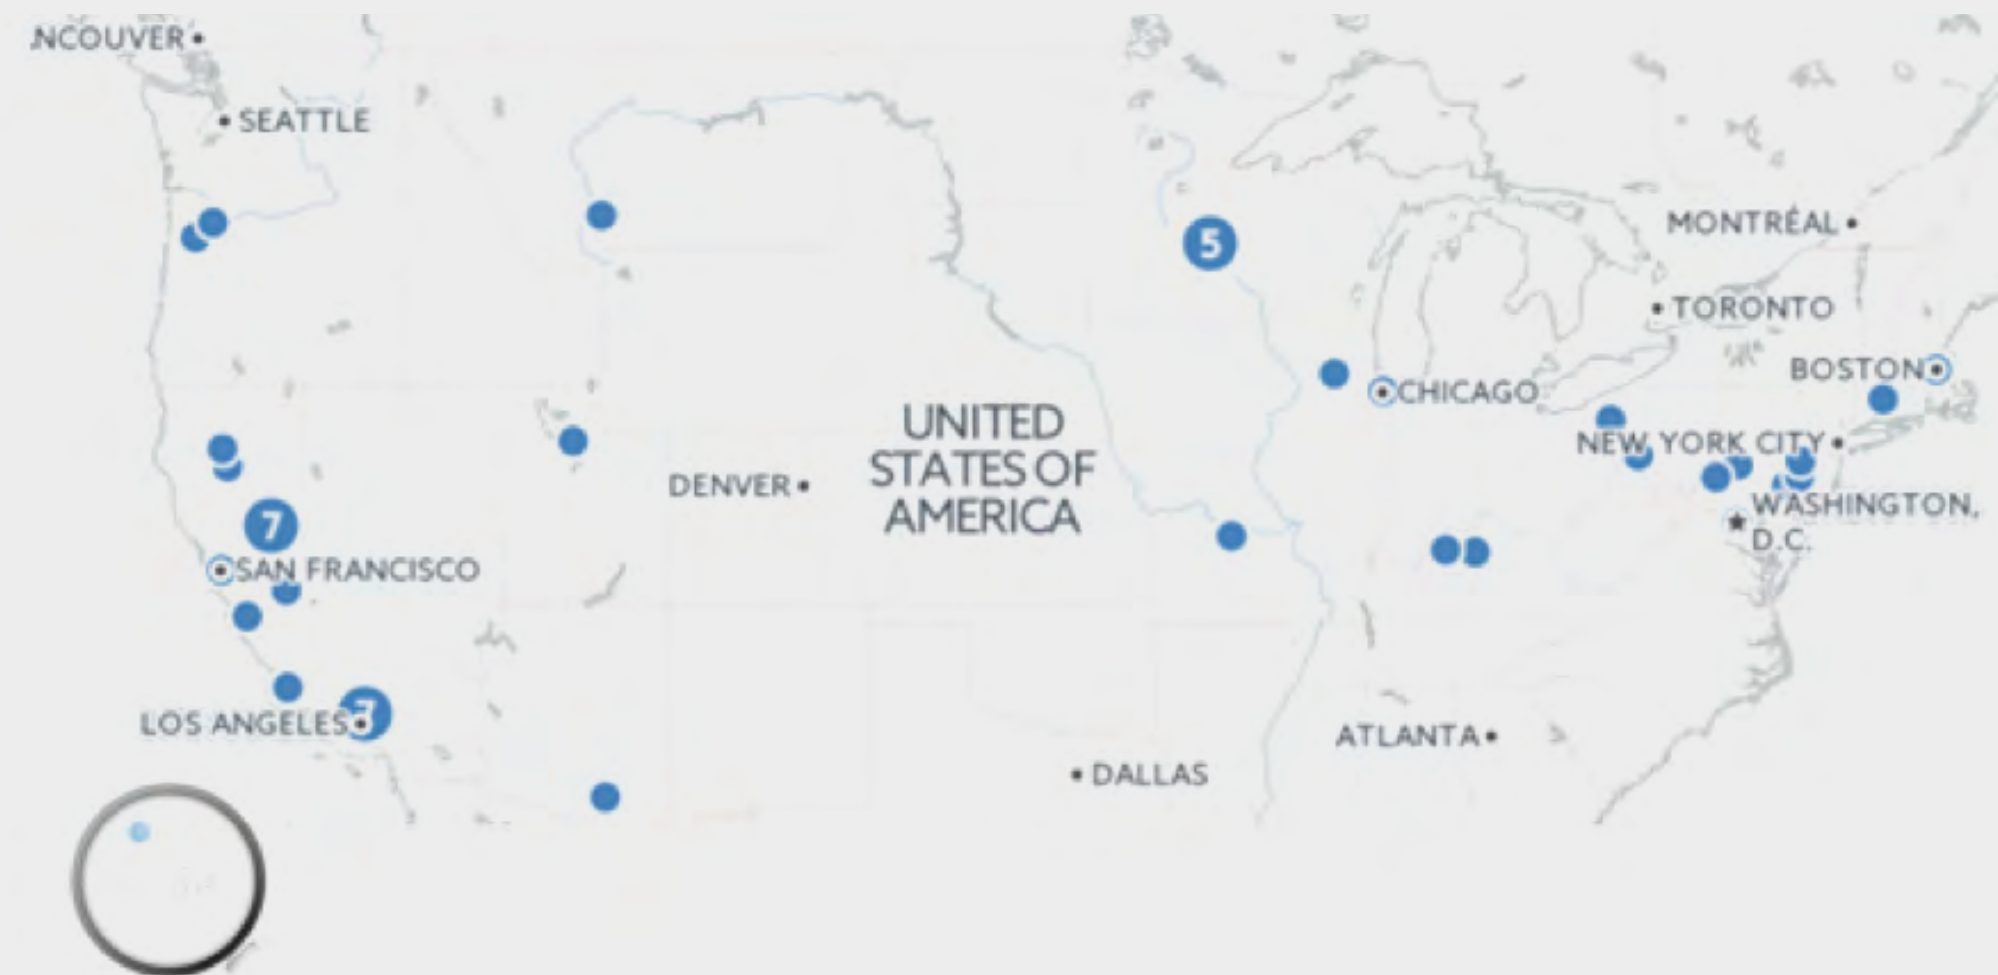 NCOUVER
SEATTLE
MONTRÉAL
5
TORONTO
BOSTON
CHICAGO
UNITED
STATES OF
AMERICA
NEW YORK CITY
DENVER
WASHINGTON,
D.C.
7
SAN FRANCISCO
LOS ANGELES
ATLANTA
DALLAS